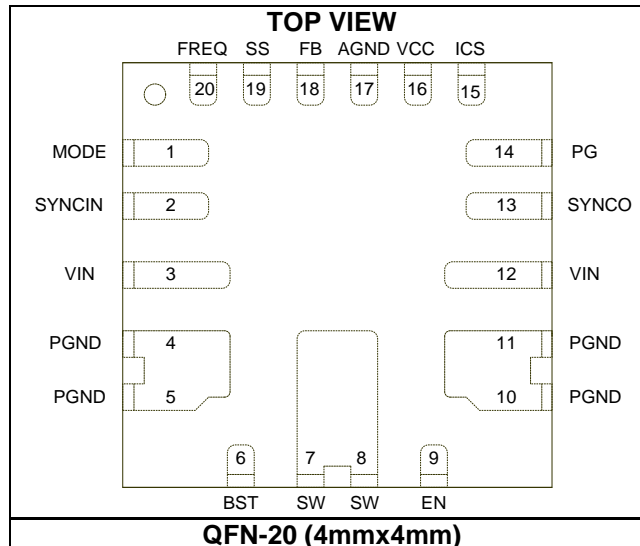 TOP VIEW
FREQ SS FB AGND VCC ICS
20 19 18 17 16 15
MODE 1 14 PG
SYNCIN 2 13 SYNCO
VIN 3 12 VIN
PGND 4 11 PGND
PGND 5 10 PGND
6 7 8 9
BST SW SW EN
QFN-20 (4mmx4mm)